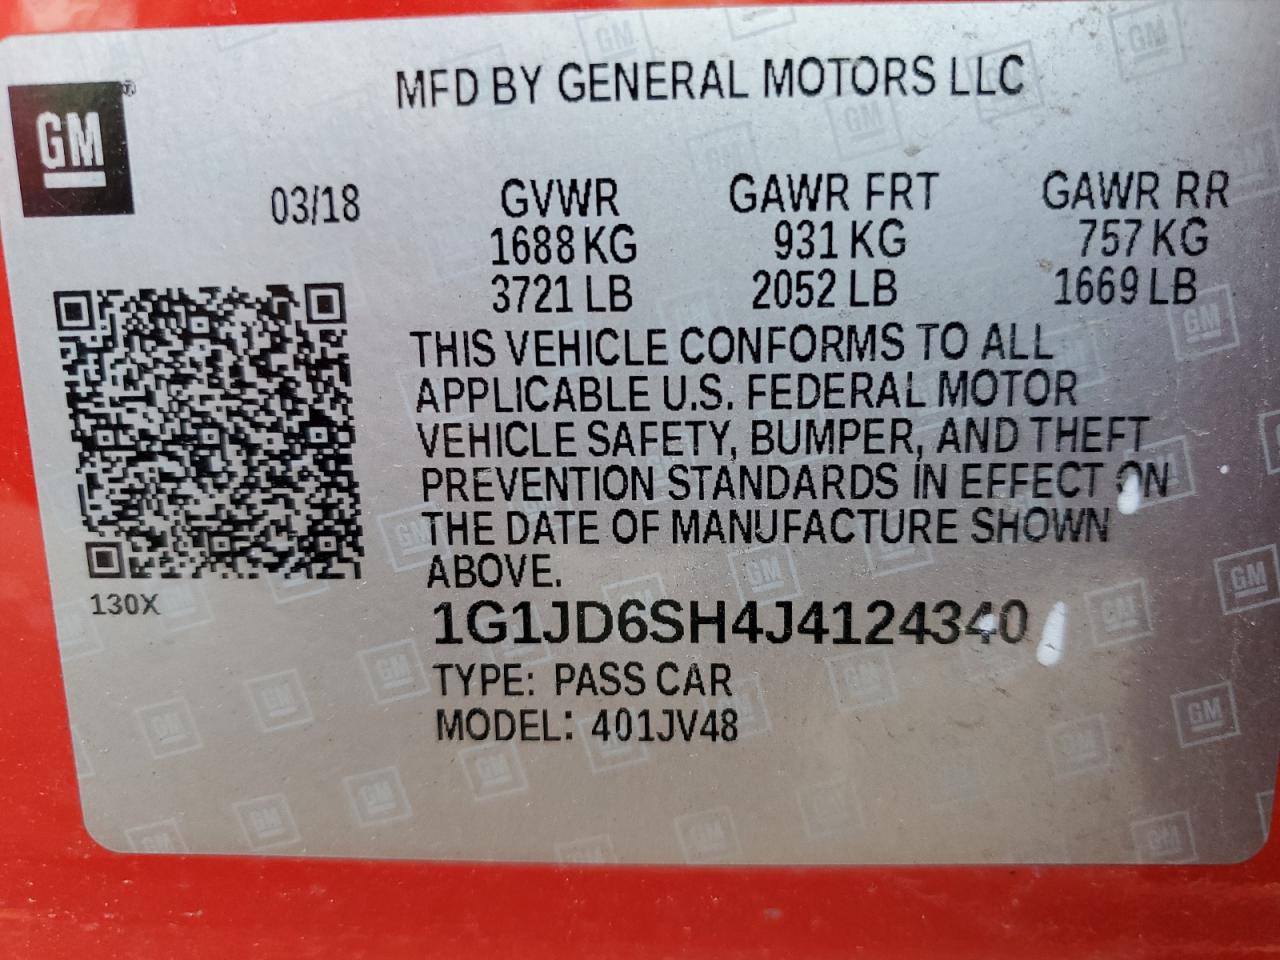 MFD BY GENERAL MOTORS LLC
GM
03/18
GVWR GAWR FRT GAWR RR
1688 KG 931 KG 757 KG
3721 LB 2052 LB 1669 LB
THIS VEHICLE CONFORMS TO ALL
APPLICABLE U.S. FEDERAL MOTOR
VEHICLE SAFETY, BUMPER, AND THEFT
PREVENTION STANDARDS IN EFFECT ON
THE DATE OF MANUFACTURE SHOWN
ABOVE.
130X
1G1JD6SH4J4124340
TYPE: PASS CAR
MODEL: 401JV48